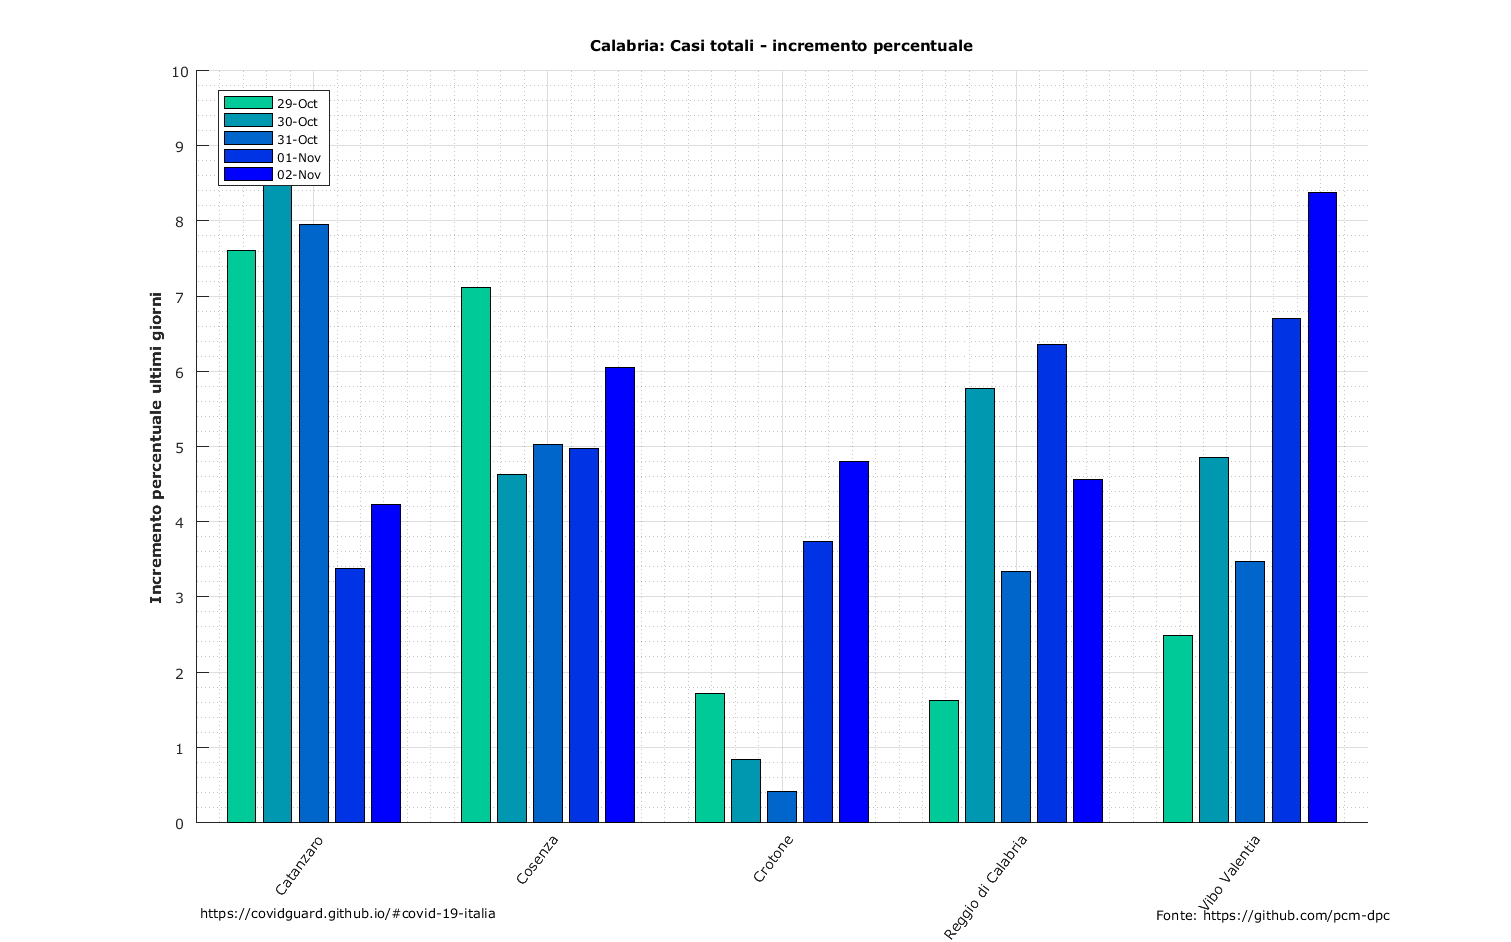 Calabria: Casi totali - incremento percentuale
Incremento percentuale ultimi giorni
10
9
8
7
6
5
4
3
2
1
0
29-Oct
30-Oct
31-Oct
01-Nov
02-Nov
Catanzaro
Cosenza
Crotone
Reggio di Calabria
Vibo Valentia
https://covidguard.github.io/#covid-19-italia
Fonte: https://github.com/pcm-dpc